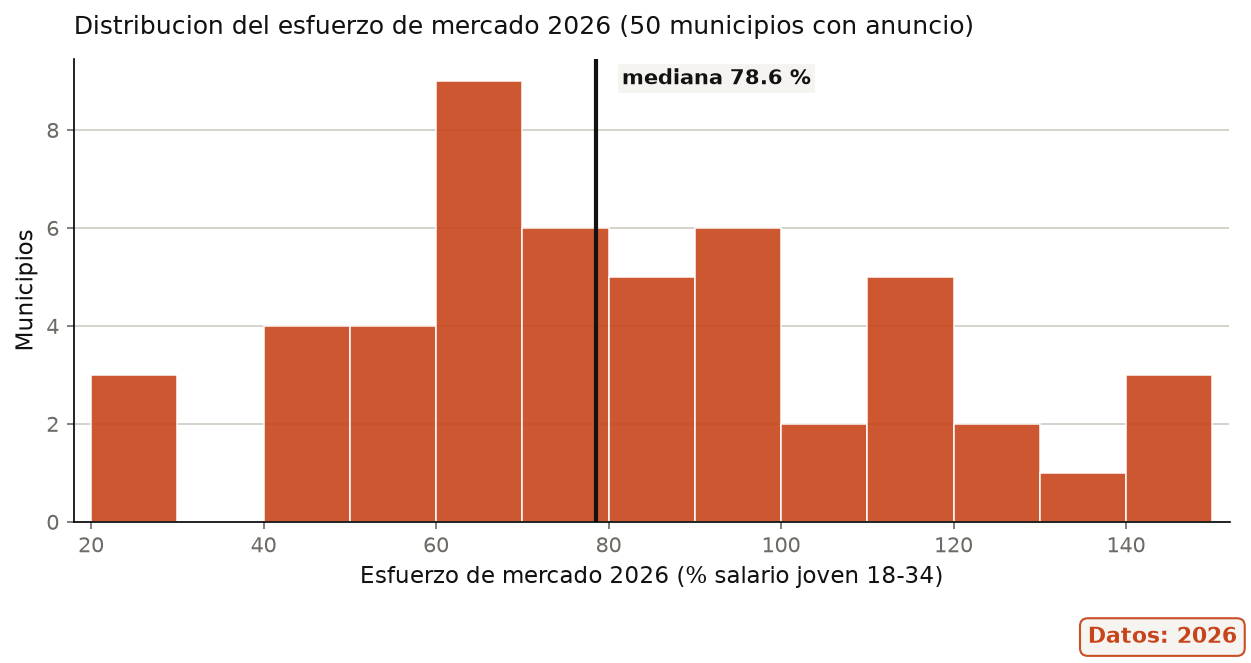 Distribucion del esfuerzo de mercado 2026 (50 municipios con anuncio)
mediana 78.6 %
Municipios
8
6
4
2
0
20 40 60 80 100 120 140
Esfuerzo de mercado 2026 (% salario joven 18-34)
Datos: 2026